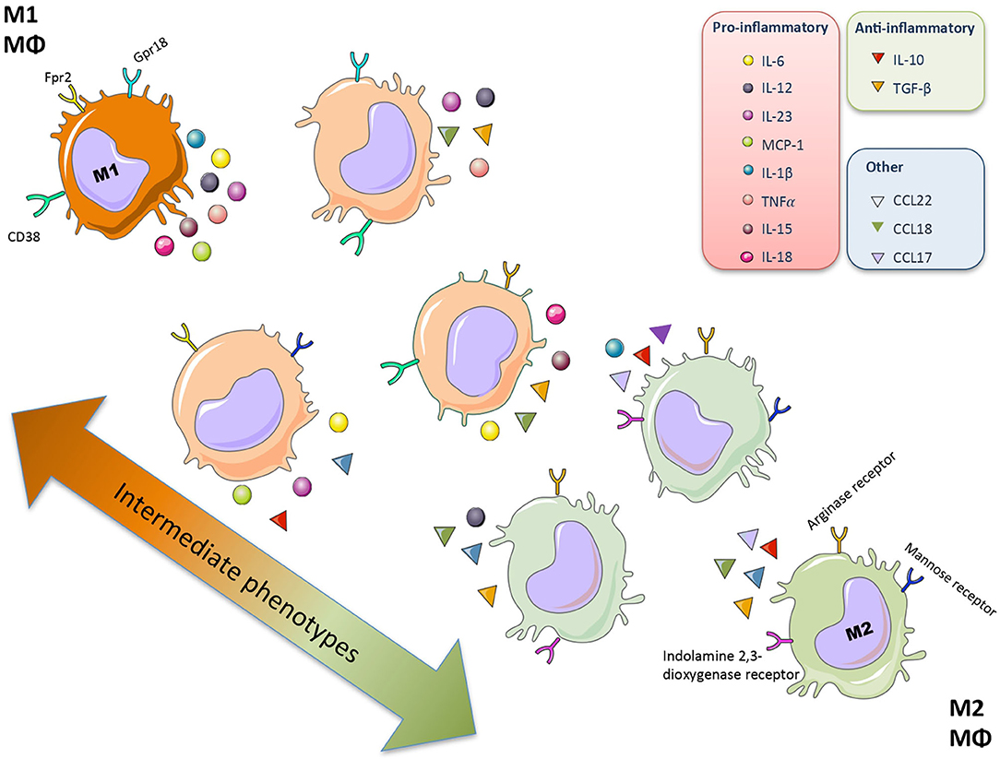 M1
MΦ
Gpr18
Fpr2
M1
CD38
Pro-inflammatory
IL-6
IL-12
IL-23
MCP-1
IL-1β
TNFα
IL-15
IL-18
Anti-inflammatory
IL-10
TGF-β
Other
CCL22
CCL18
CCL17
Intermediate phenotypes
Arginase receptor
Mannose receptor
M2
Indolamine 2,3-
dioxygenase receptor
M2
MΦ